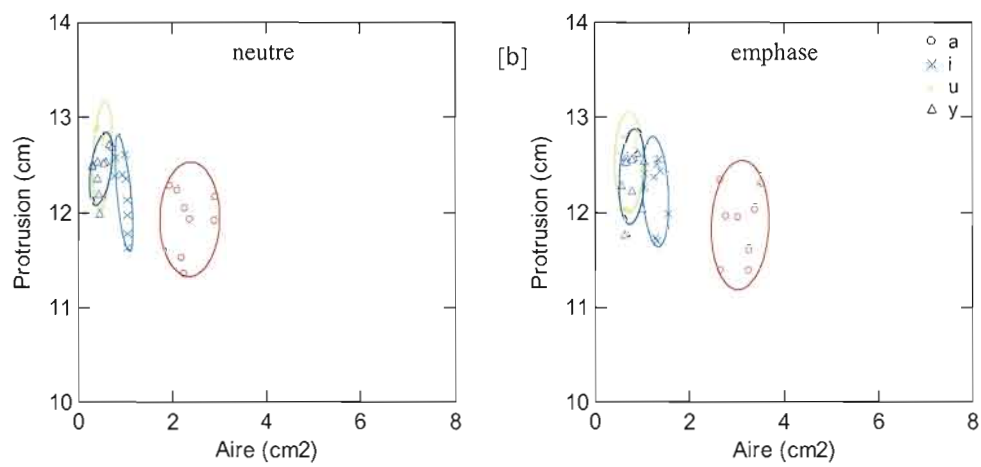 neutre
14
13
12
11
10
Protrusion (cm)
0 2 4 6 8
Aire (cm2)
[b]
emphase
a
i
u
y
14
13
12
11
10
Protrusion (cm)
0 2 4 6 8
Aire (cm2)